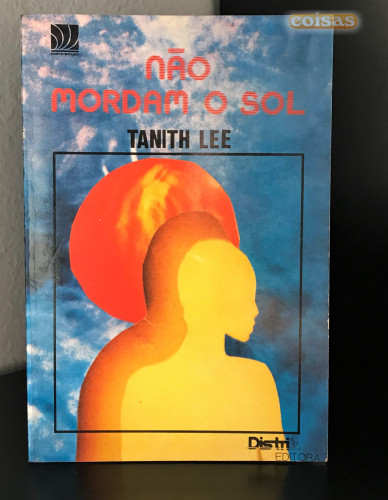 coisas
NÃO
MORDAM O SOL
TANITH LEE
Distri
EDITORA